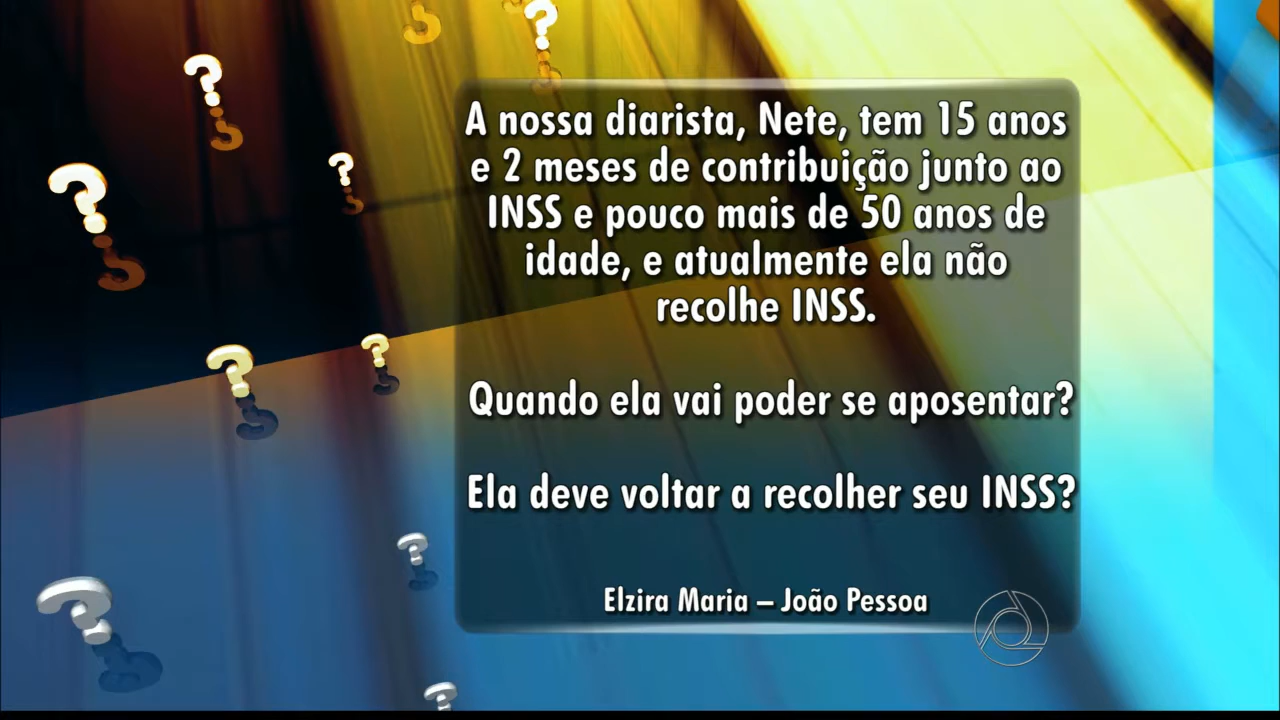 A nossa diarista, Nete, tem 15 anos
e 2 meses de contribuição junto ao
INSS e pouco mais de 50 anos de
idade, e atualmente ela não
recolhe INSS.
Quando ela vai poder se aposentar?
Ela deve voltar a recolher seu INSS?
Elzira Maria – João Pessoa